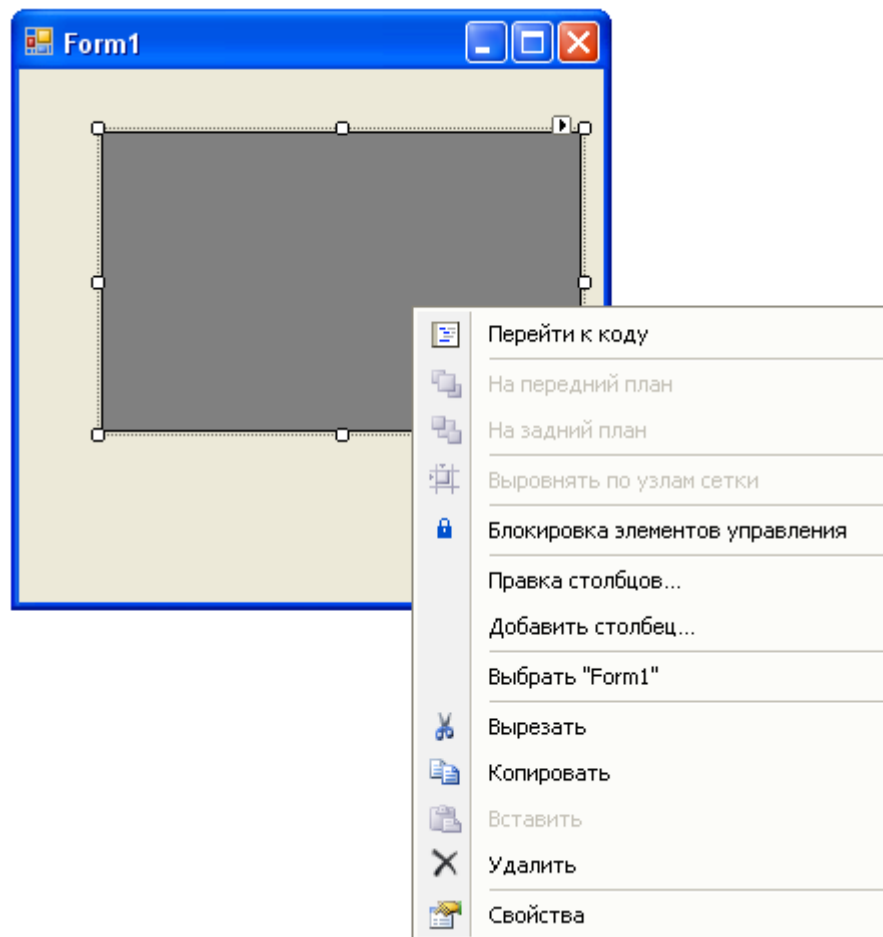 Form1
Перейти к коду
На передний план
На задний план
Выровнять по узлам сетки
Блокировка элементов управления
Правка столбцов...
Добавить столбец...
Выбрать "Form1"
Вырезать
Копировать
Вставить
Удалить
Свойства